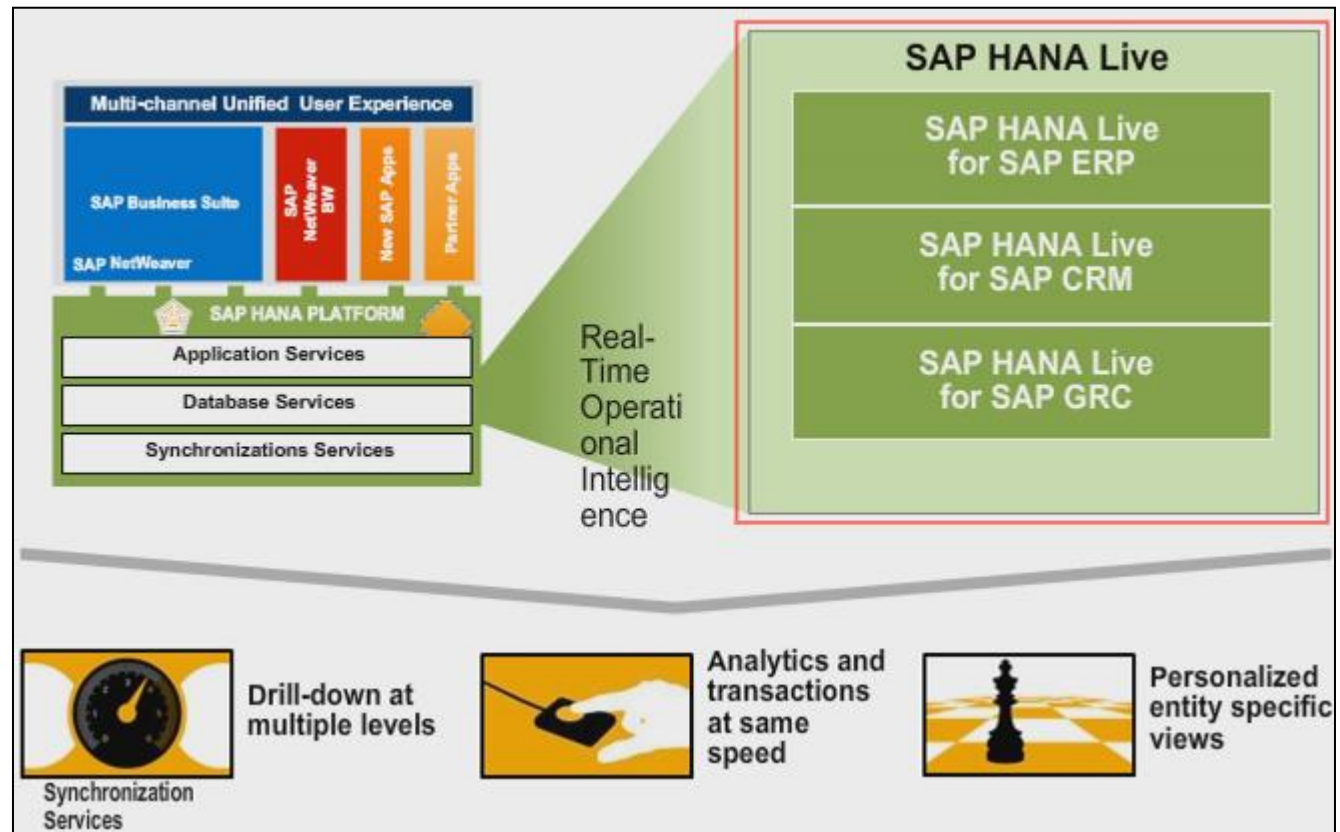 Multi-channel Unified User Experience
SAP Business Suite
SAP NetWeaver
SAP
NetWeaver
BW
New SAP Apps
Partner Apps
SAP HANA PLATFORM
Application Services
Database Services
Synchronizations Services
Real-
Time
Operati
onal
Intellig
ence
SAP HANA Live
SAP HANA Live
for SAP ERP
SAP HANA Live
for SAP CRM
SAP HANA Live
for SAP GRC
Drill-down at
multiple levels
Synchronization
Services
Analytics and
transactions
at same
speed
Personalized
entity specific
views